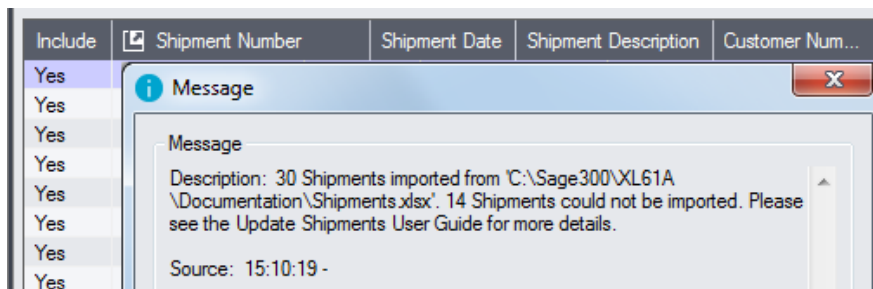 Include Shipment Number Shipment Date Shipment Description Customer Num...
Yes
Yes
Yes
Yes
Yes
Yes
Yes
Yes
Message
Message
Description: 30 Shipments imported from 'C:\Sage300\XL61A
\Documentation\Shipments.xlsx'. 14 Shipments could not be imported. Please
see the Update Shipments User Guide for more details.
Source: 15:10:19 -